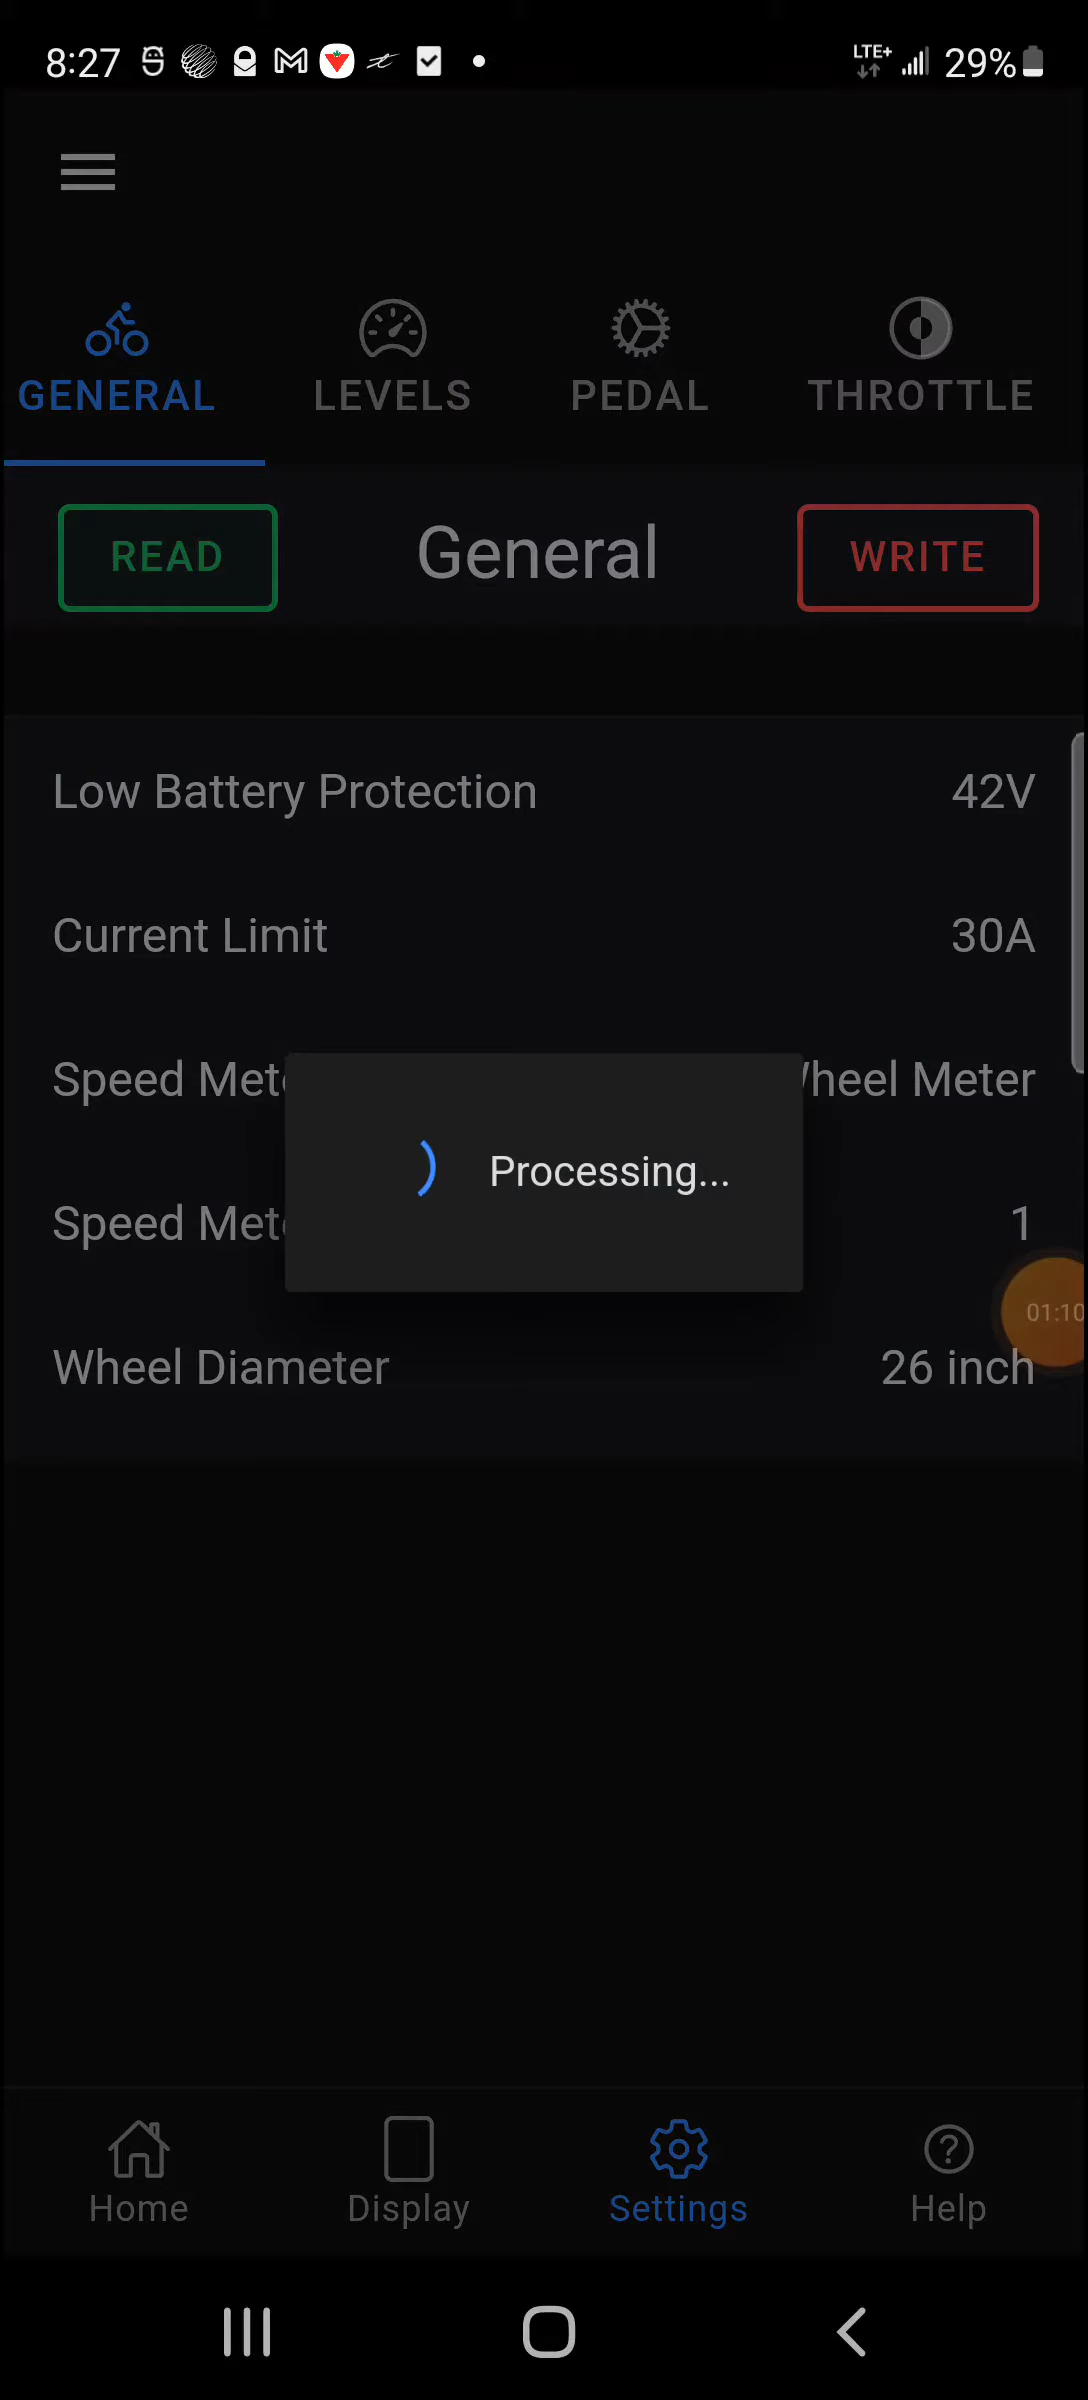 8:27 LTE+ 29%
GENERAL LEVELS PEDAL THROTTLE
READ General WRITE
Low Battery Protection 42V
Current Limit 30A
Speed Met heel Meter
Processing...
Speed Met 1
01:10
Wheel Diameter 26 inch
Home Display Settings Help